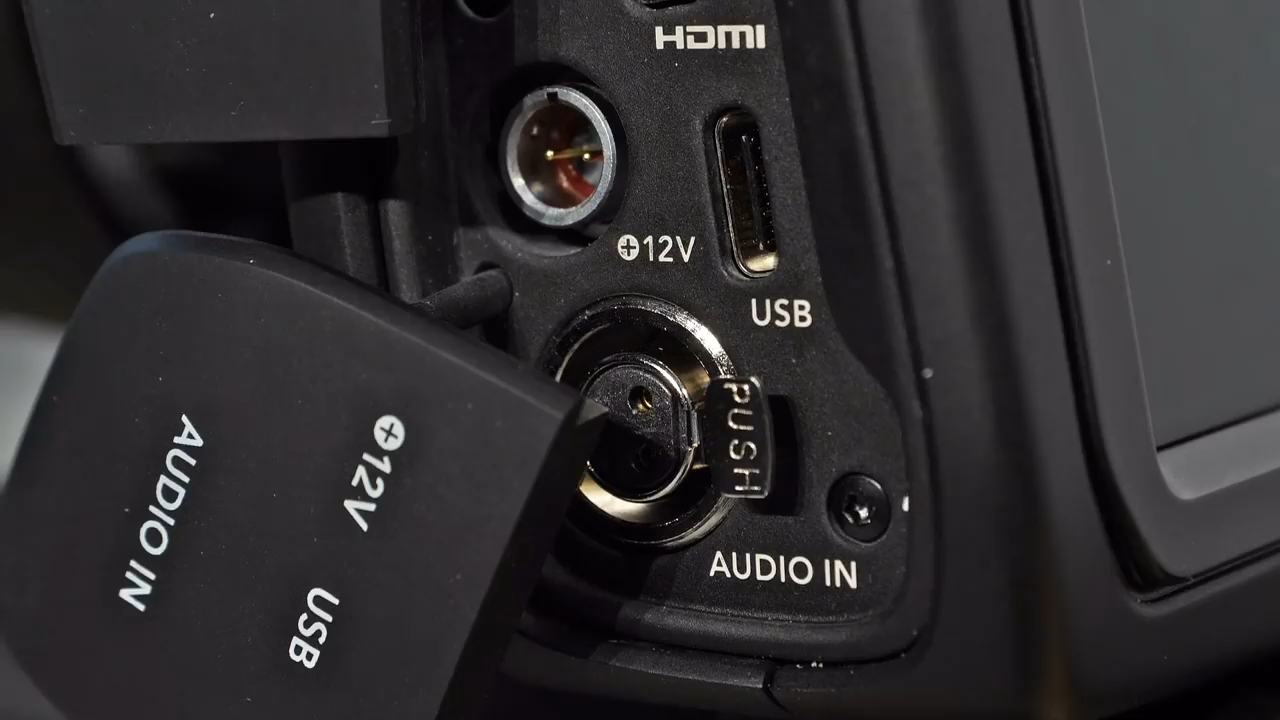 HDMI
⊕12V
USB
PUSH
AUDIO IN
⊕12V
AUDIO IN
USB